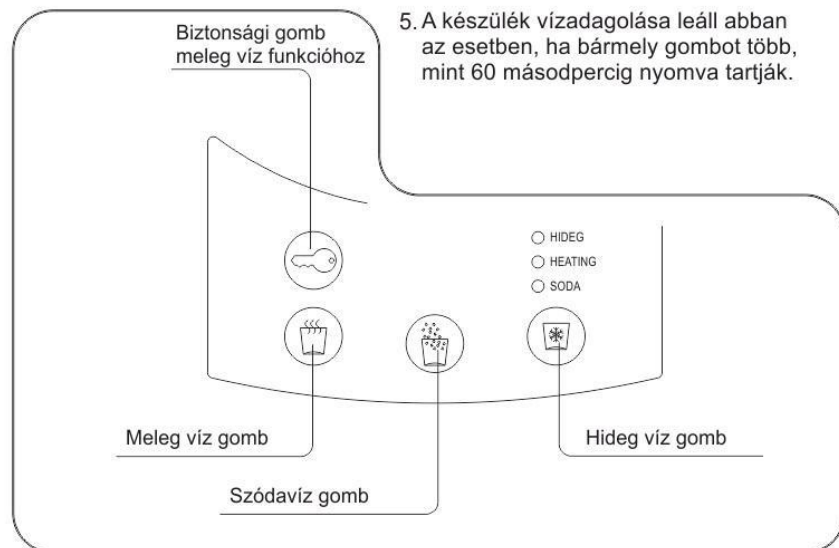 Biztonsági gomb
meleg víz funkcióhoz
5. A készülék vízadagolása leáll abban
az esetben, ha bármely gombot több,
mint 60 másodpercig nyomva tartják.
HIDEG
HEATING
SODA
Meleg víz gomb
Hideg víz gomb
Szódavíz gomb